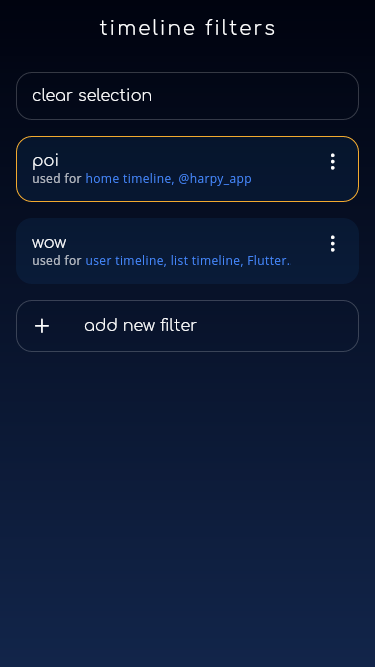 timeline filters
clear selection
poi
used for home timeline, @harpy_app
wow
used for user timeline, list timeline, Flutter.
add new filter